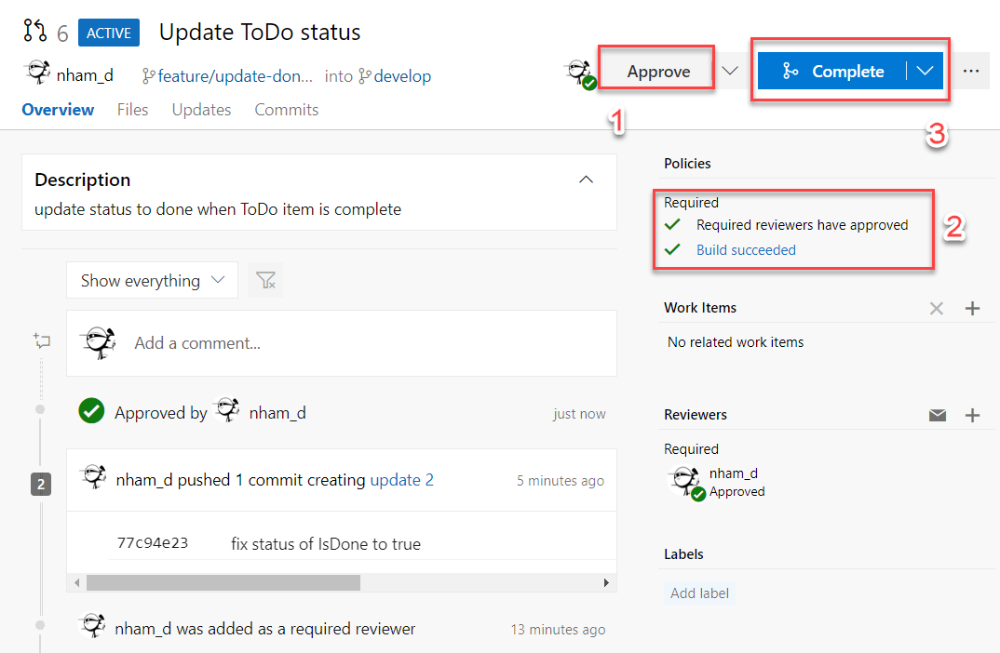 6 ACTIVE Update ToDo status
nham_d feature/update-don... into develop
Approve
Complete
1
3
Overview Files Updates Commits
Description
update status to done when ToDo item is complete
Show everything
Add a comment...
Approved by nham_d just now
2
nham_d pushed 1 commit creating update 2 5 minutes ago
77c94e23 fix status of IsDone to true
nham_d was added as a required reviewer 13 minutes ago
Policies
Required
Required reviewers have approved
Build succeeded
2
Work Items
No related work items
Reviewers
Required
nham_d
Approved
Labels
Add label